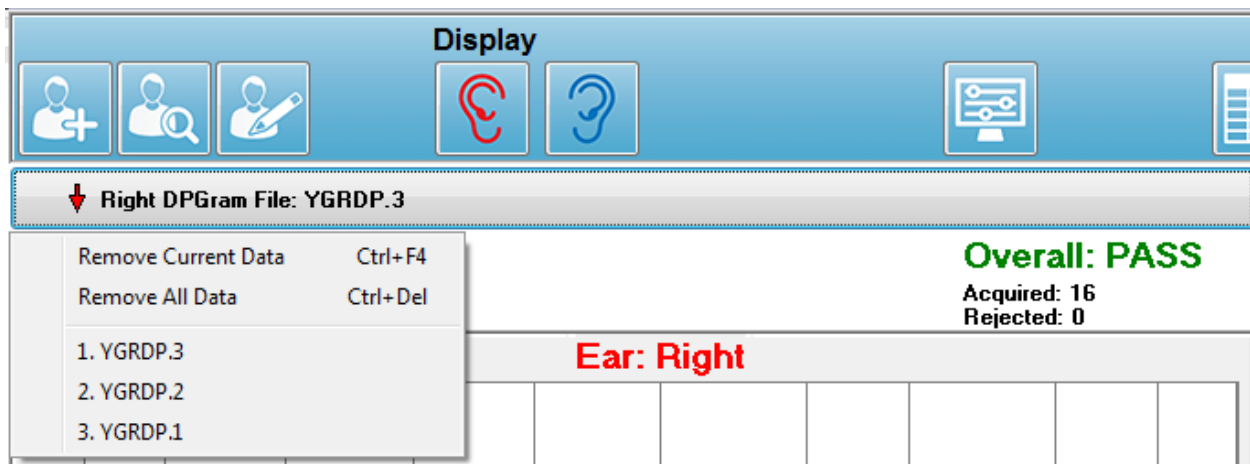 Display
Right DPGram File: YGRDP.3
Remove Current Data Ctrl+F4
Remove All Data Ctrl+Del
1. YGRDP.3
2. YGRDP.2
3. YGRDP.1
Overall: PASS
Acquired: 16
Rejected: 0
Ear: Right